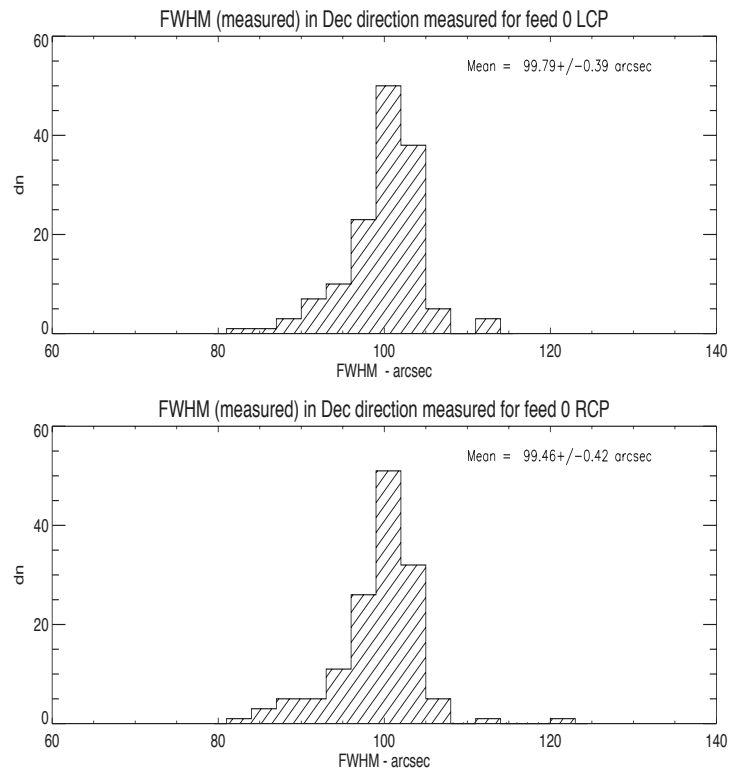 FWHM (measured) in Dec direction measured for feed 0 LCP
Mean = 99.79+/-0.39 arcsec
60
40
20
0
dn
60 80 100 120 140
FWHM - arcsec
FWHM (measured) in Dec direction measured for feed 0 RCP
Mean = 99.46+/-0.42 arcsec
60
40
20
0
dn
60 80 100 120 140
FWHM - arcsec